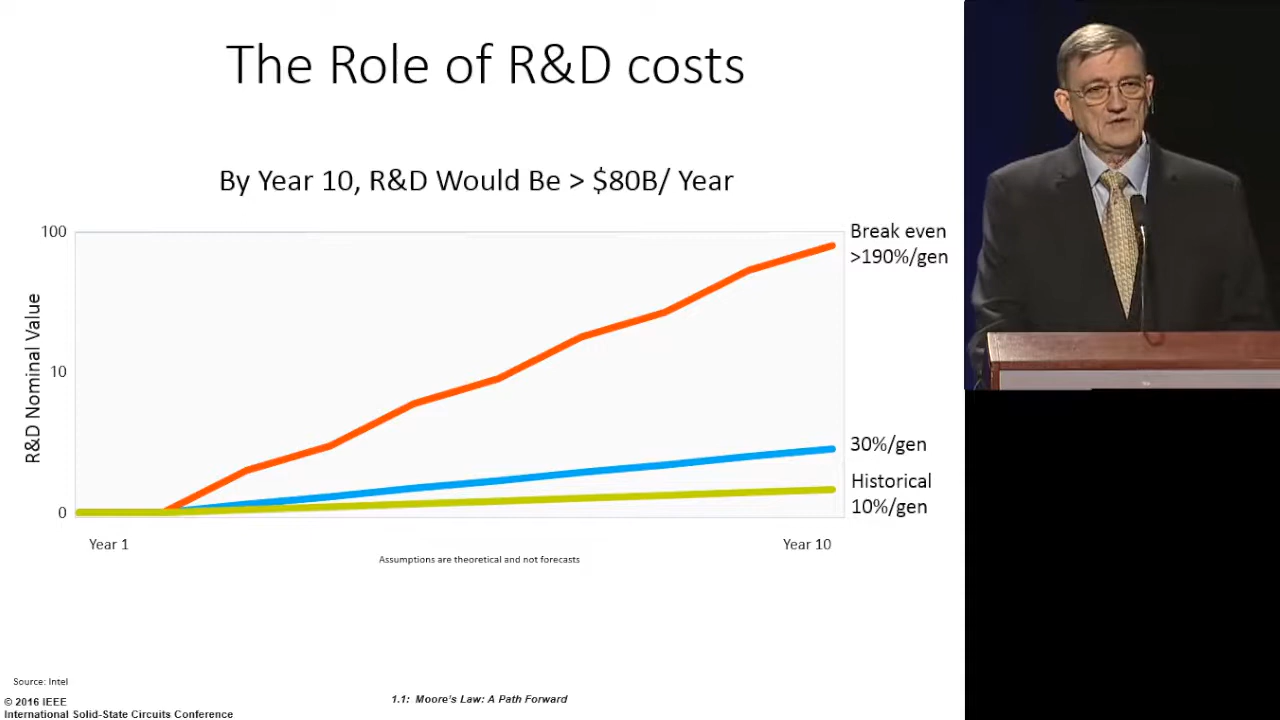 The Role of R&D costs
By Year 10, R&D Would Be > $80B/ Year
100
10
0
R&D Nominal Value
Break even
>190%/gen
30%/gen
Historical
10%/gen
Year 1
Year 10
Assumptions are theoretical and not forecasts
Source: Intel
© 2016 IEEE
International Solid-State Circuits Conference
1.1: Moore's Law: A Path Forward